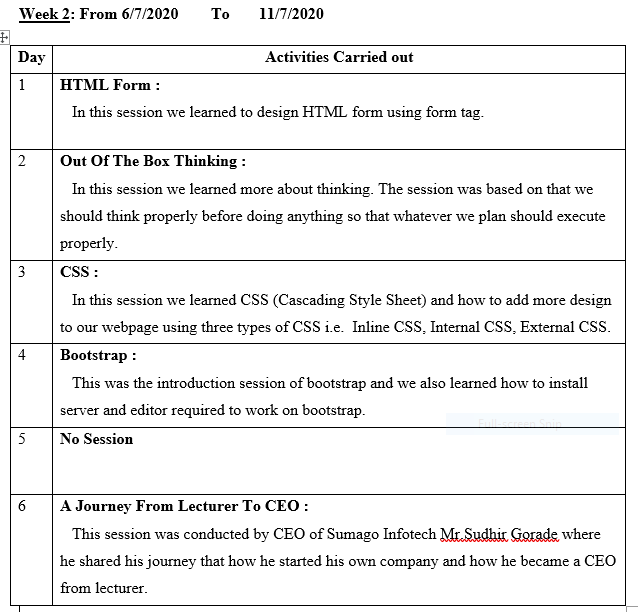 Week 2: From 6/7/2020 To 11/7/2020
Day Activities Carried out
1 HTML Form :
In this session we learned to design HTML form using form tag.
2 Out Of The Box Thinking :
In this session we learned more about thinking. The session was based on that we
should think properly before doing anything so that whatever we plan should execute
properly.
3 CSS :
In this session we learned CSS (Cascading Style Sheet) and how to add more design
to our webpage using three types of CSS i.e. Inline CSS, Internal CSS, External CSS.
4 Bootstrap :
This was the introduction session of bootstrap and we also learned how to install
server and editor required to work on bootstrap.
Full-screen Snip
5 No Session
6 A Journey From Lecturer To CEO :
This session was conducted by CEO of Sumago Infotech Mr.Sudhir Gorade where
he shared his journey that how he started his own company and how he became a CEO
from lecturer.